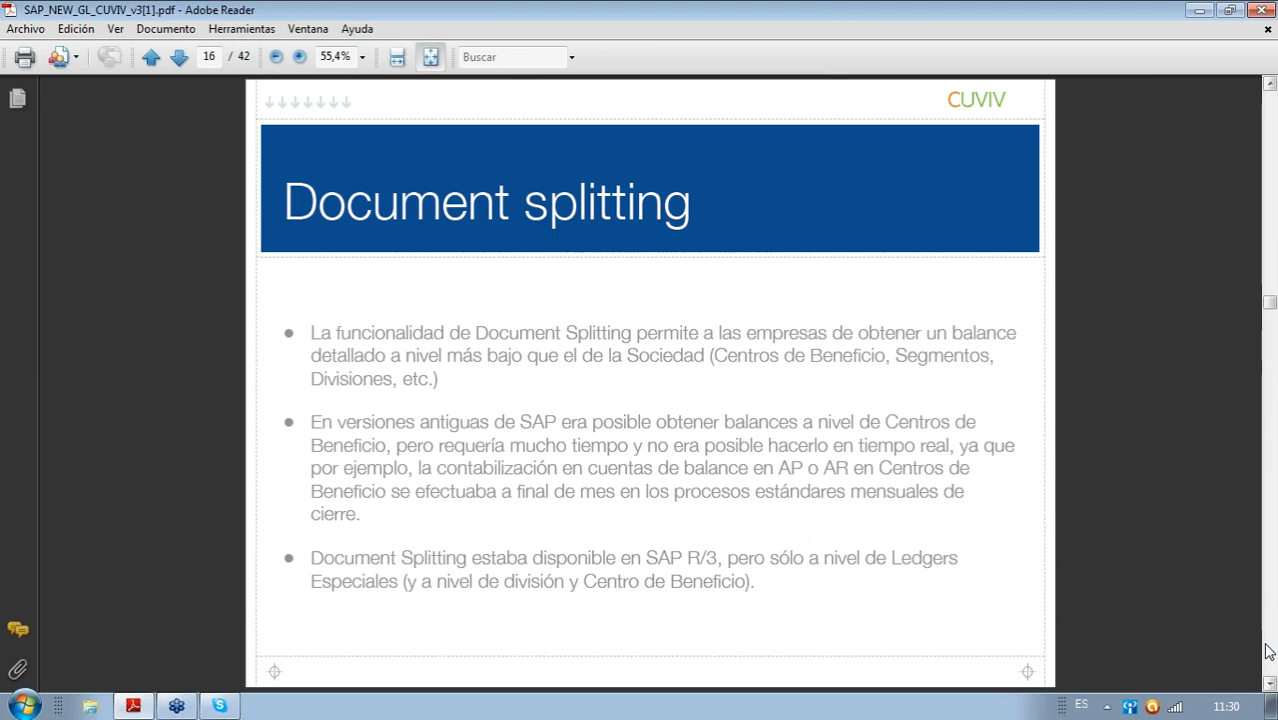 SAP_NEW_GL_CUVIV_v3[1].pdf - Adobe Reader
Archivo Edición Ver Documento Herramientas Ventana Ayuda
16 / 42 55,4% Buscar
CUVIV
Document splitting
● La funcionalidad de Document Splitting permite a las empresas de obtener un balance
detallado a nivel más bajo que el de la Sociedad (Centros de Beneficio, Segmentos,
Divisiones, etc.)
● En versiones antiguas de SAP era posible obtener balances a nivel de Centros de
Beneficio, pero requería mucho tiempo y no era posible hacerlo en tiempo real, ya que
por ejemplo, la contabilización en cuentas de balance en AP o AR en Centros de
Beneficio se efectuaba a final de mes en los procesos estándares mensuales de
cierre.
● Document Splitting estaba disponible en SAP R/3, pero sólo a nivel de Ledgers
Especiales (y a nivel de división y Centro de Beneficio).
ES 11:30